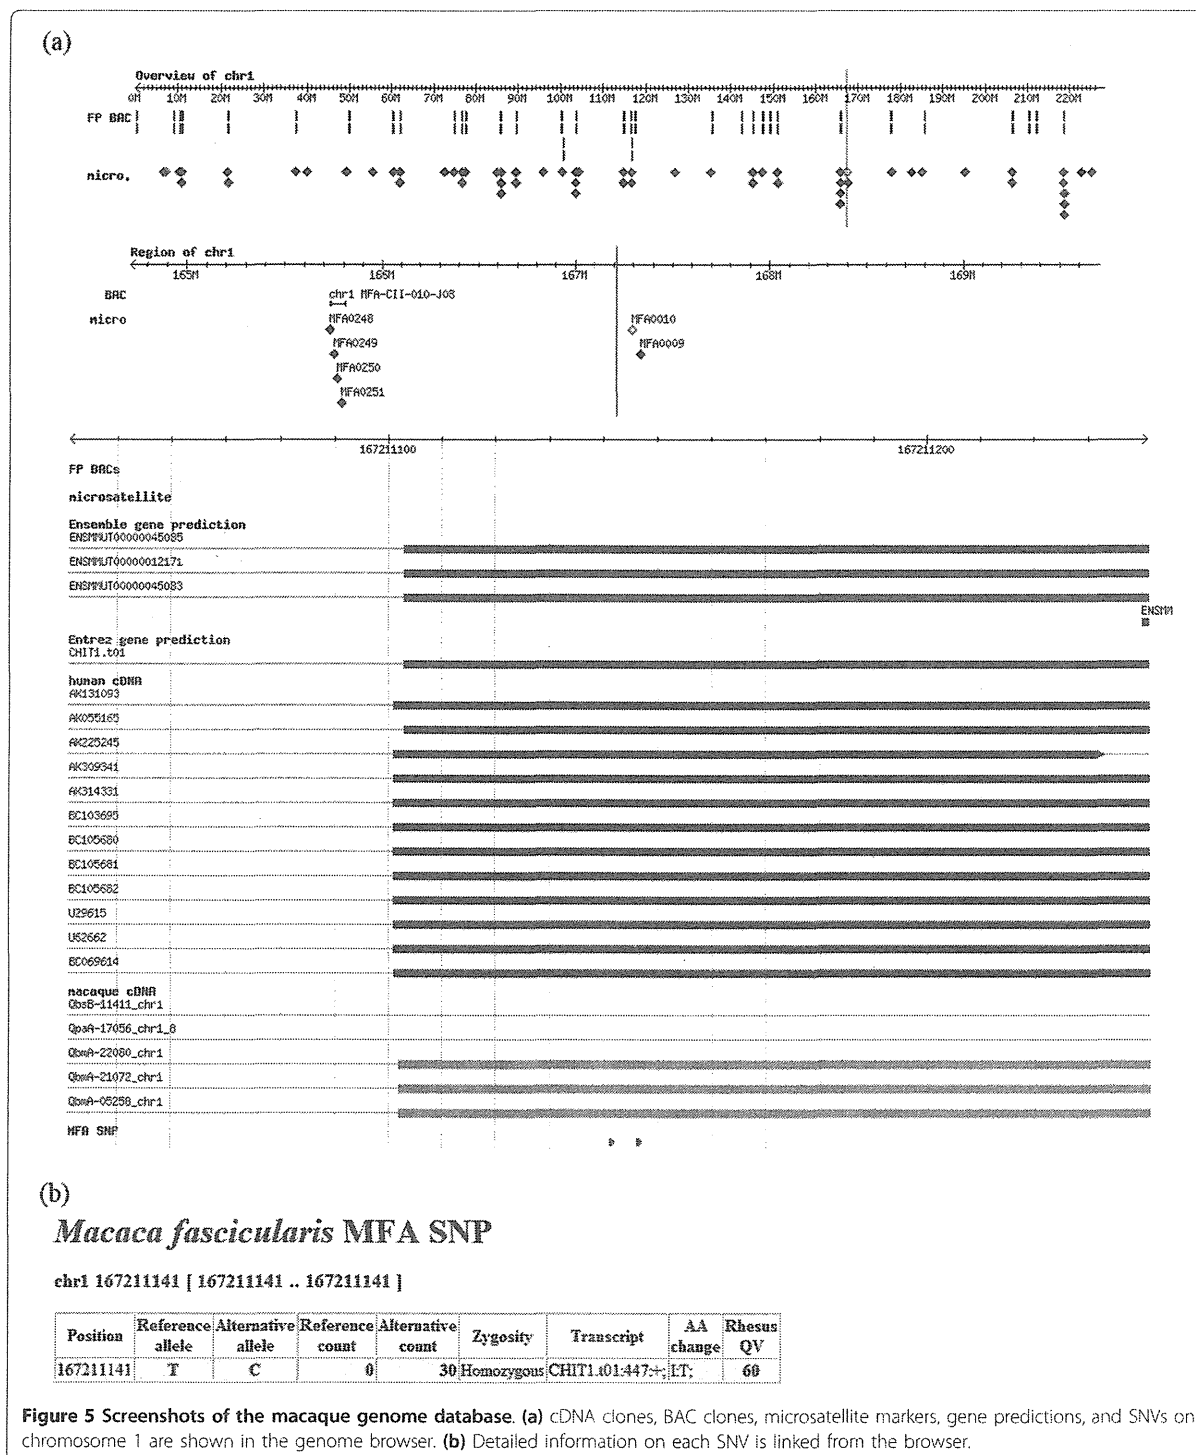 (a)
Overview of chr1
0M 10M 20M 30M 40M 50M 60M 70M 80M 90M 100M 110M 120M 130M 140M 150M 160M 170M 180M 190M 200M 210M 220M
FP BAC
micro.
Region of chr1
165M 166M 167M 168M 169M
BAC
chr1 MFA-CII-010-J08
micro
MFA0248 MFA0010
MFA0249 MFA0009
MFA0250
MFA0251
167211100 167211200
FP BACs
microsatellite
Ensemble gene prediction
ENSMMUT00000045085
ENSMMUT00000012171
ENSMMUT00000045083
ENSMM
Entrez gene prediction
CHIT1.t01
human cDNA
AK131093
AK055165
AK225245
AK309341
AK314331
BC103695
BC105680
BC105681
BC105682
U29615
U62662
BC069614
macaque cDNA
QbsB-11411_chr1
QpaA-17056_chr1_8
QbmA-22080_chr1
QbmA-21072_chr1
QbmA-05258_chr1
MFA SNP
(b)
Macaca fascicularis MFA SNP
chr1 167211141 [ 167211141 .. 167211141 ]
Position Reference allele Alternative allele Reference count Alternative count Zygosity Transcript AA change Rhesus QV
167211141 T C 0 30 Homozygous CHIT1.t01:447:+; I:T; 60
Figure 5 Screenshots of the macaque genome database. (a) cDNA clones, BAC clones, microsatellite markers, gene predictions, and SNVs on
chromosome 1 are shown in the genome browser. (b) Detailed information on each SNV is linked from the browser.